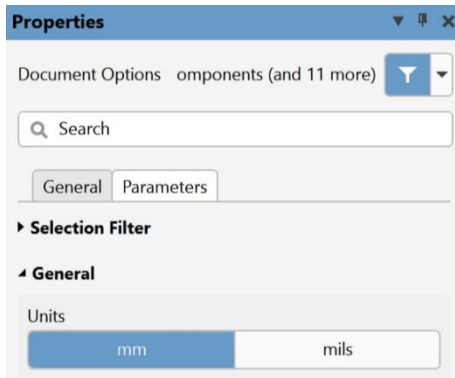 Properties
Document Options omponents (and 11 more)
Search
General Parameters
Selection Filter
General
Units
mm mils